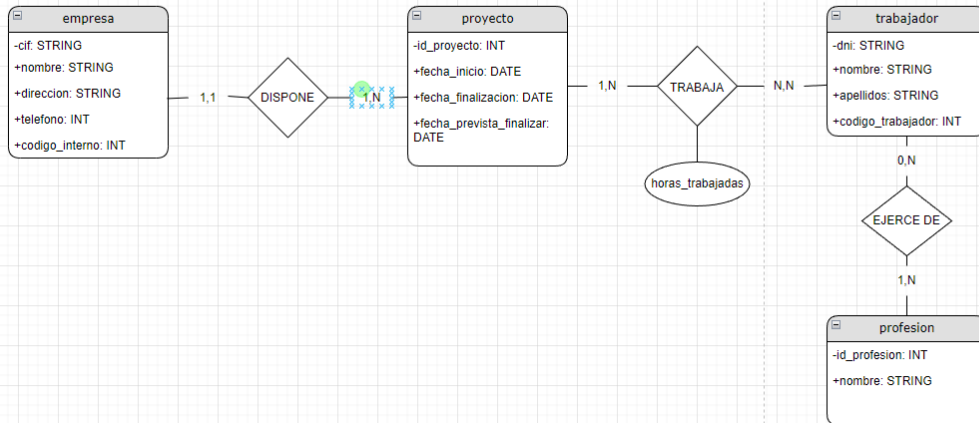 empresa
-cif: STRING
+nombre: STRING
+direccion: STRING
+telefono: INT
+codigo_interno: INT
1,1
DISPONE
1,N
proyecto
-id_proyecto: INT
+fecha_inicio: DATE
+fecha_finalizacion: DATE
+fecha_prevista_finalizar:
DATE
1,N
TRABAJA
N,N
horas_trabajadas
trabajador
-dni: STRING
+nombre: STRING
+apellidos: STRING
+codigo_trabajador: INT
0,N
EJERCE DE
1,N
profesion
-id_profesion: INT
+nombre: STRING